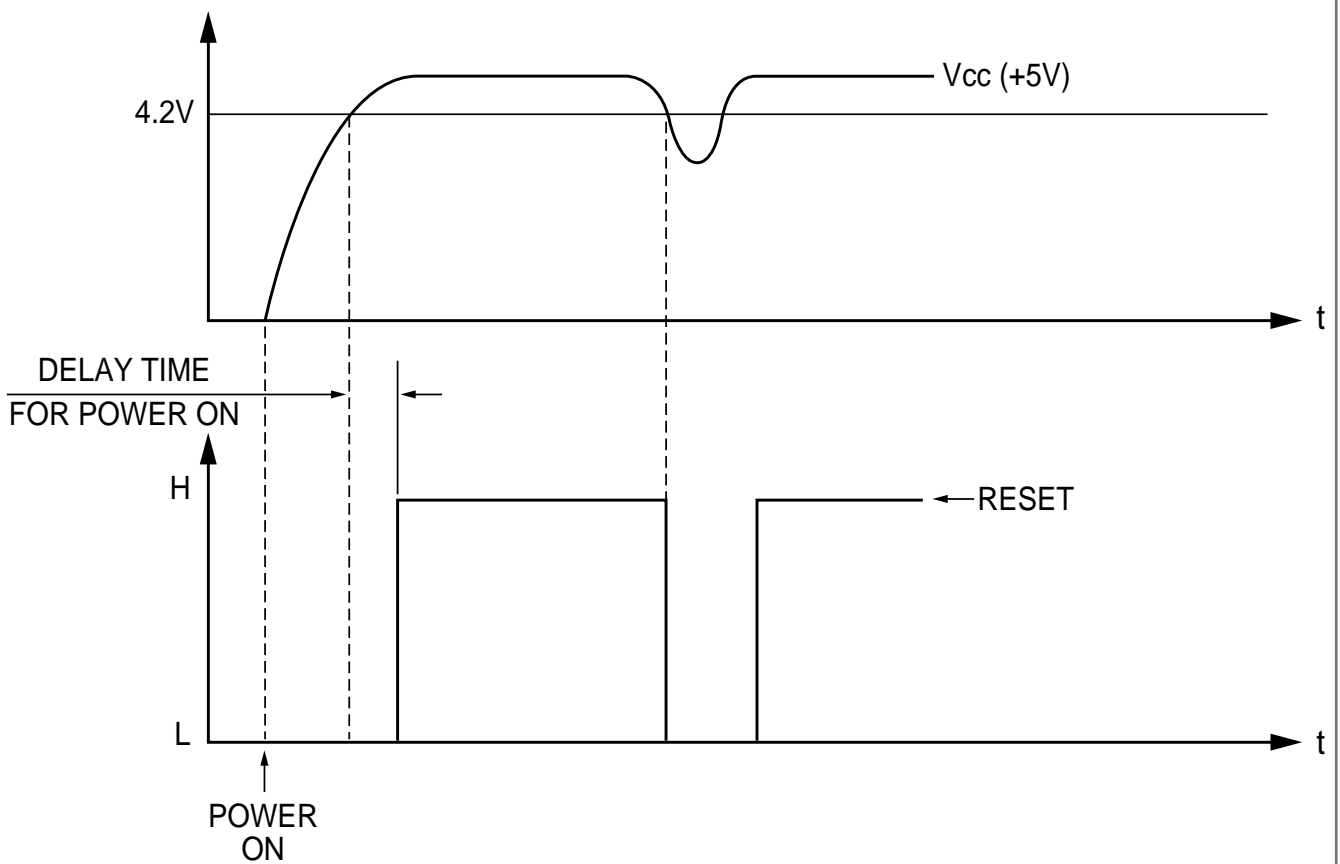 Vcc (+5V)
4.2V
t
DELAY TIME
FOR POWER ON
H
RESET
L
t
POWER
ON